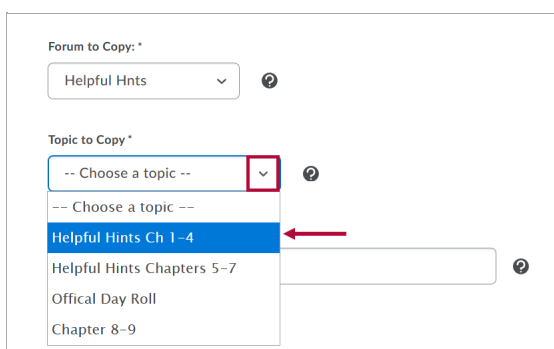 Forum to Copy: *
Helpful Hnts
Topic to Copy *
-- Choose a topic --
-- Choose a topic --
Helpful Hints Ch 1-4
Helpful Hints Chapters 5-7
Offical Day Roll
Chapter 8-9